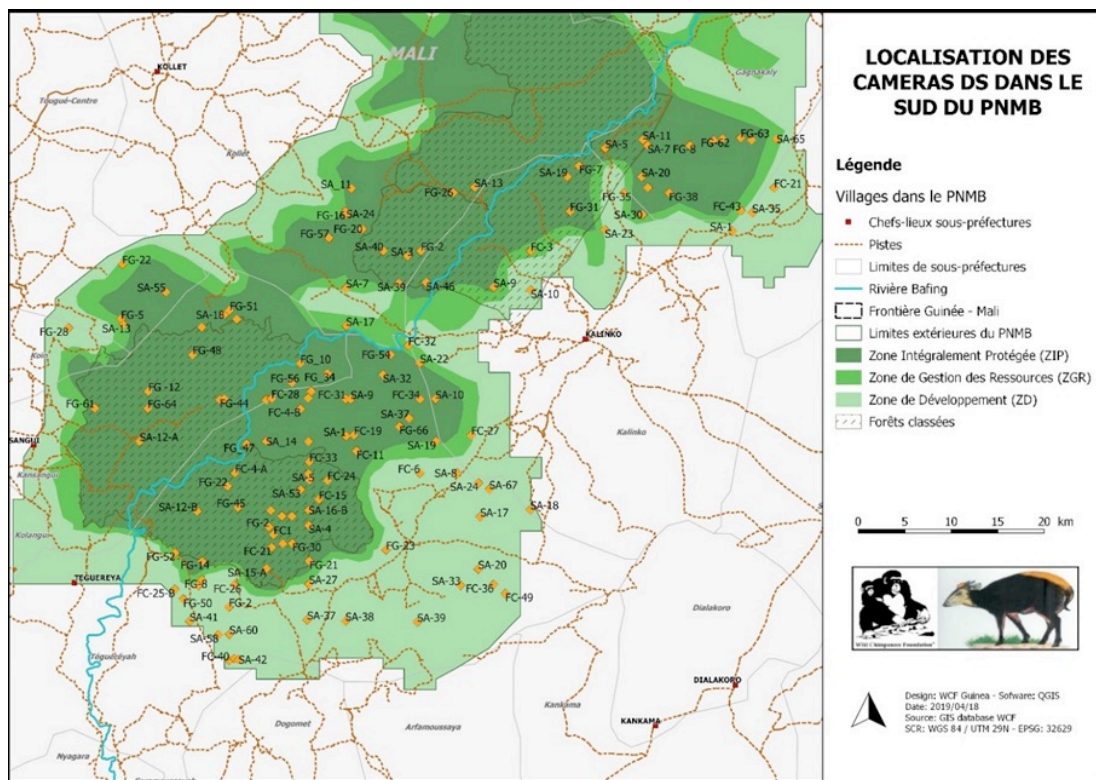 MALI
KOLLET
Tougué-Centre
Kollet
Gagnakaly
SA-11
FG-63
SA-65
SA-5
SA-7
FG-8
FG-62
SA-19
FG-7
SA-20
FC-21
SA_11
SA-13
FG-26
FG-35
FG-38
FG-16
SA-24
FG-31
SA-30
FC-43
SA-35
FG-20
FG-57
SA-23
SA-1
SA-40
SA-3
FG-2
FC-3
FG-22
SA-55
SA-7
SA-39
SA-46
SA-9
SA-10
FG-5
SA-18
FG-51
FG-28
SA-13
SA-17
KALINKO
FC-32
FG-48
FG_10
FG-54
SA-22
FG -12
FG-56
FG_34
SA-32
FG-61
FG-64
FG-44
FC-28
FC-4-B
FC-31
SA-9
FC-34
SA-10
SA-37
FG-66
SANGUI
SA-12-A
FG_47
SA_14
SA-1
FC-19
SA-19
FC-27
Kalinko
FC-11
FC-33
Kansangui
FC-4-A
FG-22
SA-5
FC-24
FC-6
SA-8
SA-24
SA-67
SA-53
FC-15
SA-12-B
FG-45
SA-16-B
SA-17
SA-18
Kolangui
FG-2
FC1
SA-4
FC-21
FG-30
FG-23
FG-52
FG-14
FG-21
SA-15-A
SA-20
TEGUEREYA
FG-8
FC-26
SA-27
SA-33
FC-36
FC-49
FC-25-B
FG-50
FG-2
Dialakoro
SA-41
SA-37
SA-38
SA-39
SA-58
SA-60
Téguéréyah
FC-40
SA-42
DIALAKORO
Kankama
Dogomet
Arfamoussaya
KANKAMA
Nyagara
LOCALISATION DES
CAMERAS DS DANS LE
SUD DU PNMB
Légende
Villages dans le PNMB
Chefs-lieux sous-préfectures
Pistes
Limites de sous-préfectures
Rivière Bafing
Frontière Guinée - Mali
Limites extérieures du PNMB
Zone Intégralement Protégée (ZIP)
Zone de Gestion des Ressources (ZGR)
Zone de Développement (ZD)
Forêts classées
0 5 10 15 20 km
Wild Chimpanzee Foundation
Design: WCF Guinea - Sofware: QGIS
Date: 2019/04/18
Source: GIS database WCF
SCR: WGS 84 / UTM 29N - EPSG: 32629